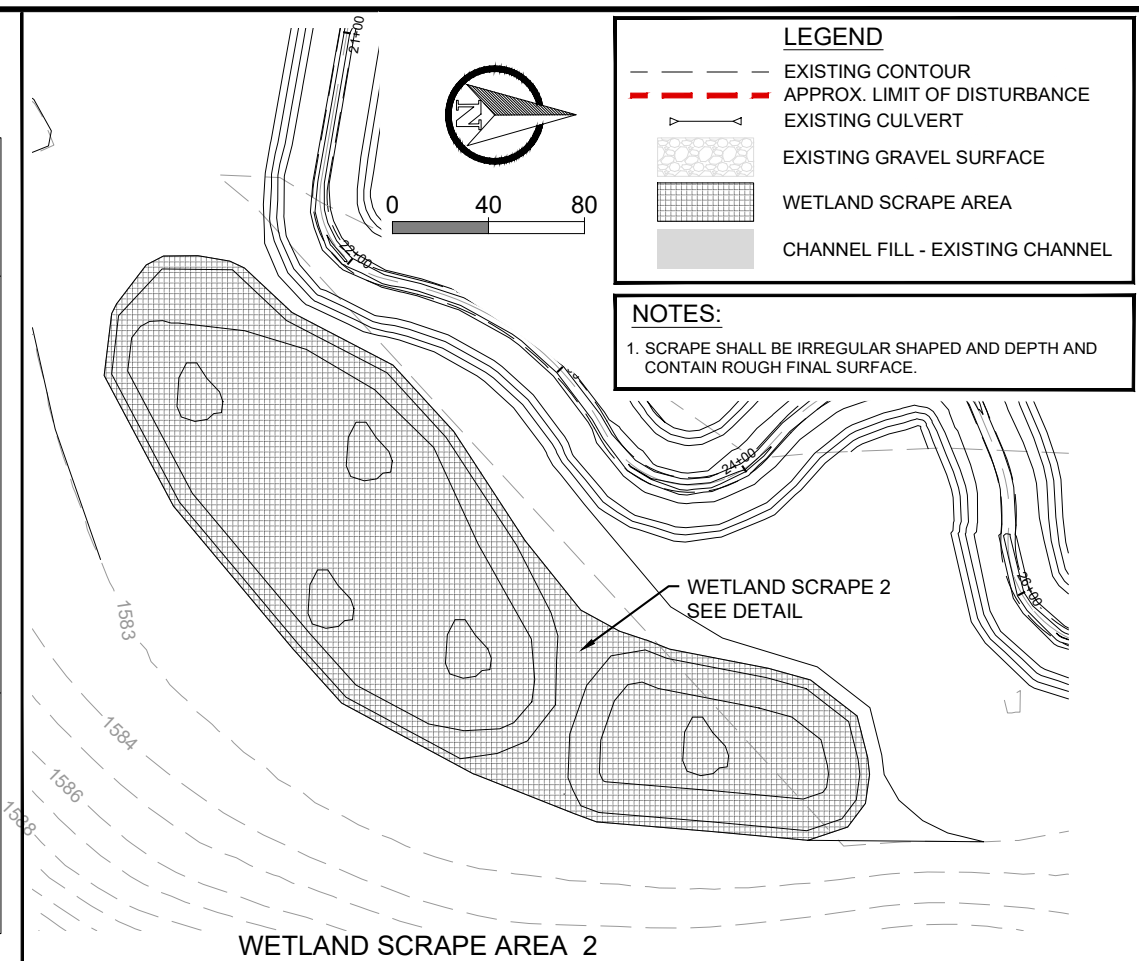 LEGEND
EXISTING CONTOUR
APPROX. LIMIT OF DISTURBANCE
EXISTING CULVERT
EXISTING GRAVEL SURFACE
WETLAND SCRAPE AREA
CHANNEL FILL - EXISTING CHANNEL
NOTES:
1. SCRAPE SHALL BE IRREGULAR SHAPED AND DEPTH AND
CONTAIN ROUGH FINAL SURFACE.
N
0 40 80
21+00
22+00
24+00
26+00
WETLAND SCRAPE 2
SEE DETAIL
1583
1584
1586
1588
WETLAND SCRAPE AREA 2